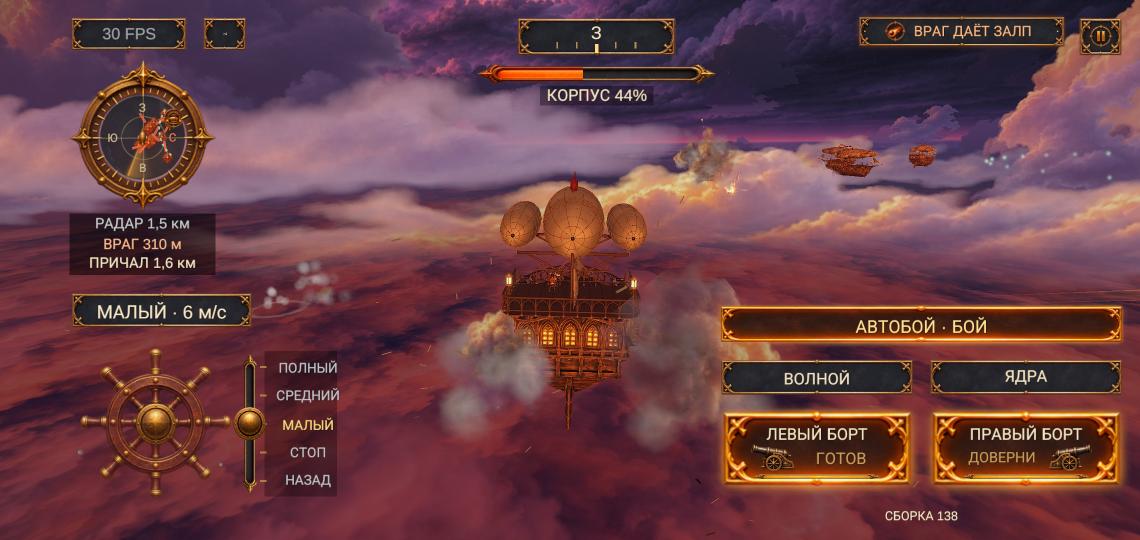 30 FPS
3
КОРПУС 44%
ВРАГ ДАЁТ ЗАЛП
З
Ю
С
В
РАДАР 1,5 км
ВРАГ 310 м
ПРИЧАЛ 1,6 км
МАЛЫЙ · 6 м/с
ПОЛНЫЙ
СРЕДНИЙ
МАЛЫЙ
СТОП
НАЗАД
АВТОБОЙ · БОЙ
ВОЛНОЙ
ЯДРА
ЛЕВЫЙ БОРТ
ГОТОВ
ПРАВЫЙ БОРТ
ДОВЕРНИ
СБОРКА 138